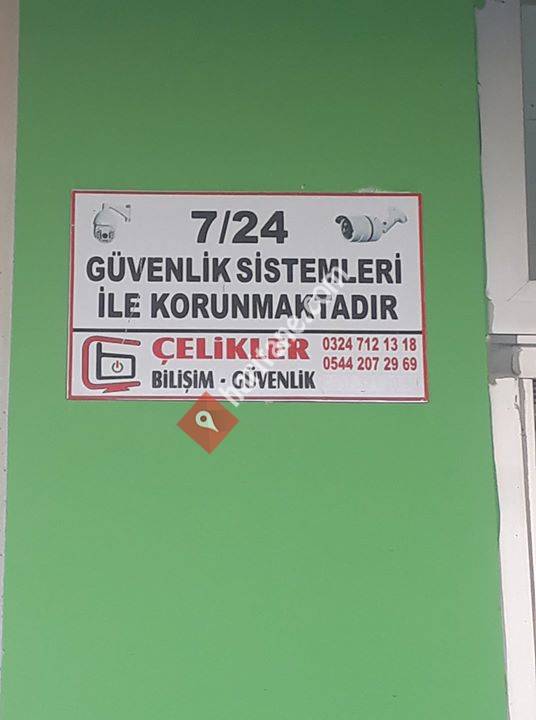 7/24
GÜVENLİK SİSTEMLERİ
İLE KORUNMAKTADIR
ÇELİKLER
BİLİŞİM - GÜVENLİK
0324 712 13 18
0544 207 29 69